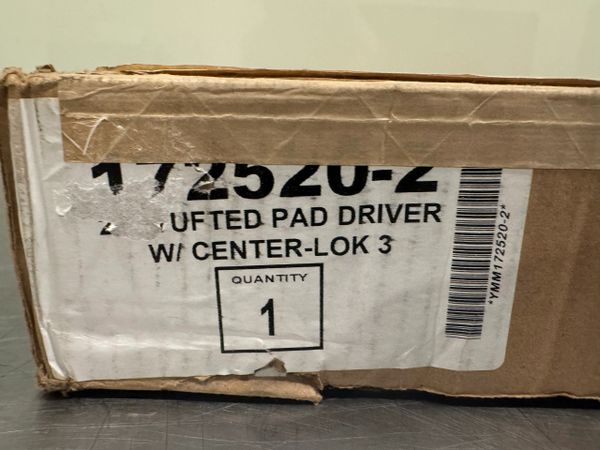 172520-2
UFTED PAD DRIVER
W/ CENTER-LOK 3
QUANTITY
1
*YMM172520-2*